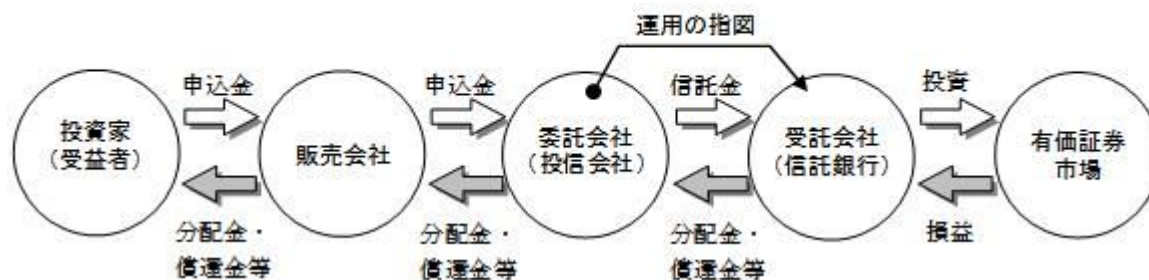 運用の指図
申込金
申込金
信託金
投資
投資家
（受益者）
販売会社
委託会社
（投信会社）
受託会社
（信託銀行）
有価証券
市場
分配金・
償還金等
分配金・
償還金等
分配金・
償還金等
損益